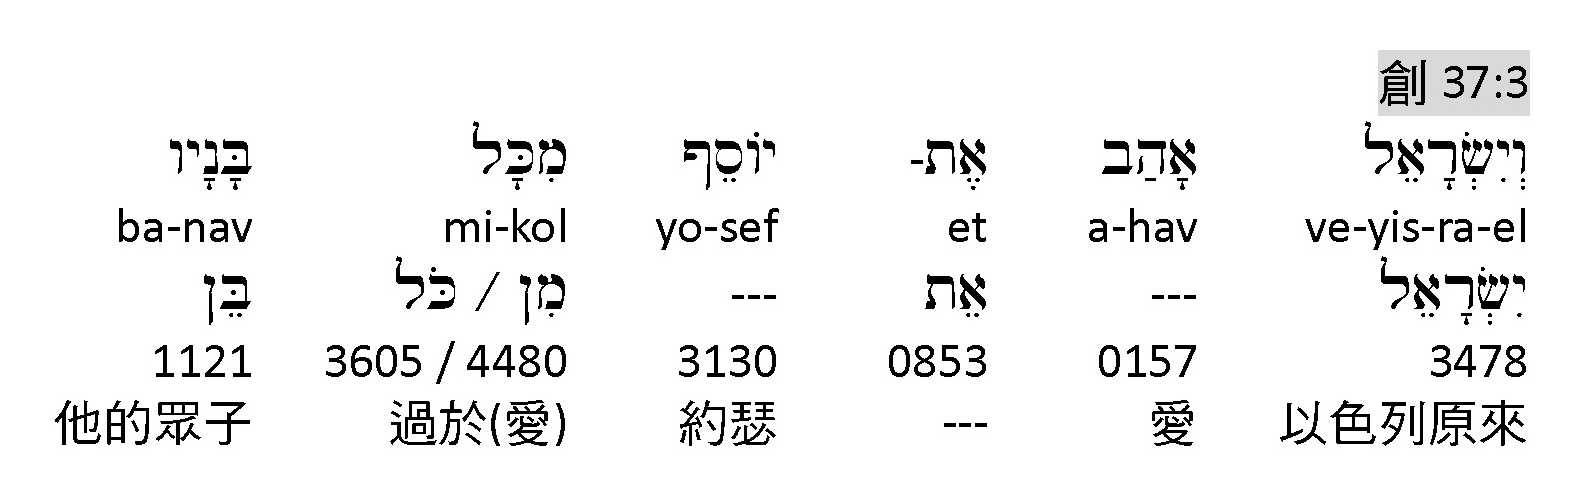 創 37:3
וְיִשְׂרָאֵל אָהַב אֶת- יוֹסֵף מִכָּל בָּנָיו
ve-yis-ra-el a-hav et yo-sef mi-kol ba-nav
יִשְׂרָאֵל --- אֵת --- מִן / כֹּל בֵּן
3478 0157 0853 3130 4480 / 3605 1121
以色列原來 愛 --- 約瑟 過於(愛) 他的眾子